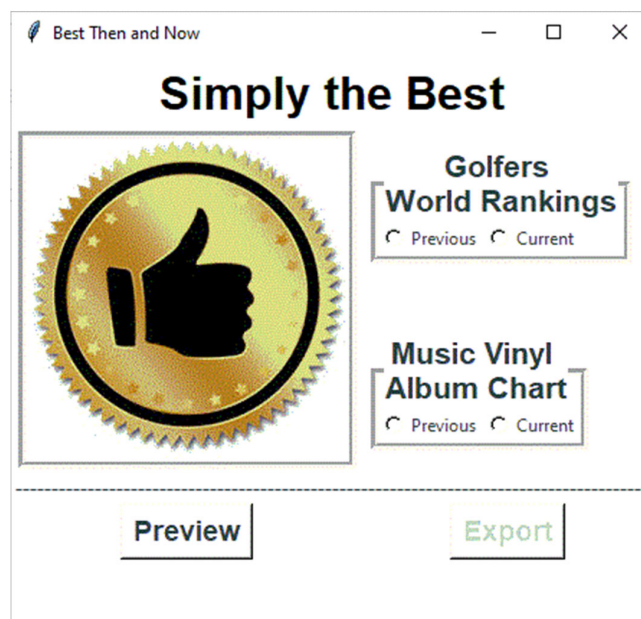 Best Then and Now
Simply the Best
Golfers
World Rankings
Previous Current
Music Vinyl
Album Chart
Previous Current
Preview Export